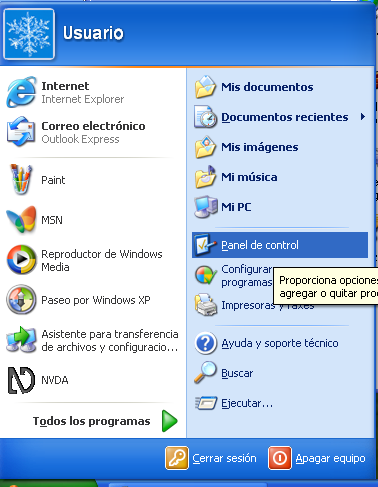 Usuario
Internet
Internet Explorer
Correo electrónico
Outlook Express
Paint
MSN
Reproductor de Windows
Media
Paseo por Windows XP
Asistente para transferencia
de archivos y configuracio...
NVDA
Todos los programas
Mis documentos
Documentos recientes
Mis imágenes
Mi música
Mi PC
Panel de control
Configurar
programas
Proporciona opciones
agregar o quitar pro
Impresoras y faxes
Ayuda y soporte técnico
Buscar
Ejecutar...
Cerrar sesión
Apagar equipo